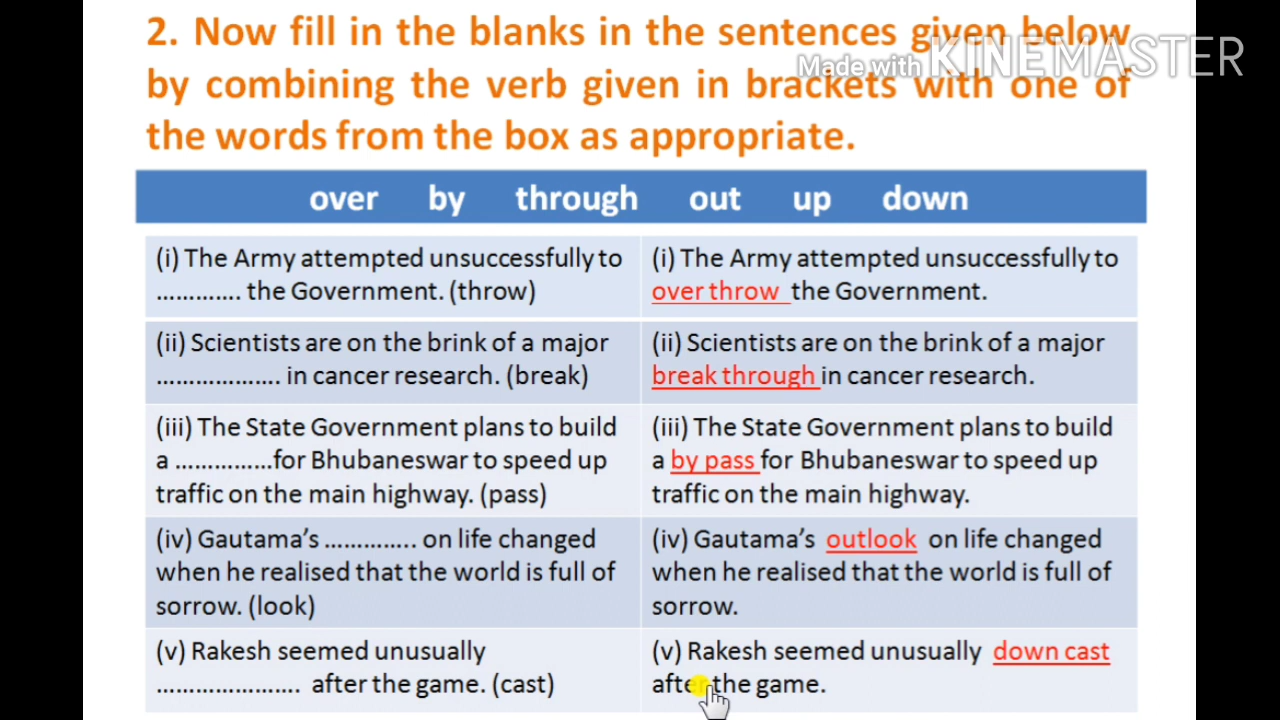 2. Now fill in the blanks in the sentences given below
by combining the verb given in brackets with one of
the words from the box as appropriate.
Made with KINEMASTER
over by through out up down
(i) The Army attempted unsuccessfully to
............. the Government. (throw)
(i) The Army attempted unsuccessfully to
over throw the Government.
(ii) Scientists are on the brink of a major
................... in cancer research. (break)
(ii) Scientists are on the brink of a major
break through in cancer research.
(iii) The State Government plans to build
a ...............for Bhubaneswar to speed up
traffic on the main highway. (pass)
(iii) The State Government plans to build
a by pass for Bhubaneswar to speed up
traffic on the main highway.
(iv) Gautama’s .............. on life changed
when he realised that the world is full of
sorrow. (look)
(iv) Gautama’s outlook on life changed
when he realised that the world is full of
sorrow.
(v) Rakesh seemed unusually
...................... after the game. (cast)
(v) Rakesh seemed unusually down cast
after the game.